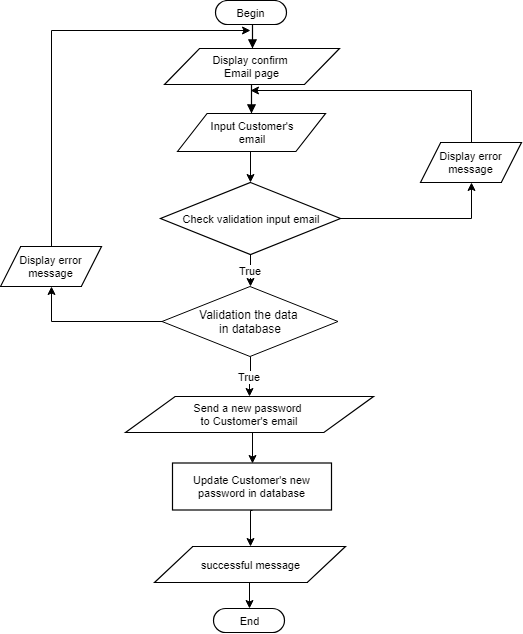 Begin
Display confirm
Email page
Input Customer's
email
Display error
message
Check validation input email
True
Display error
message
Validation the data
in database
True
Send a new password
to Customer's email
Update Customer's new
password in database
successful message
End